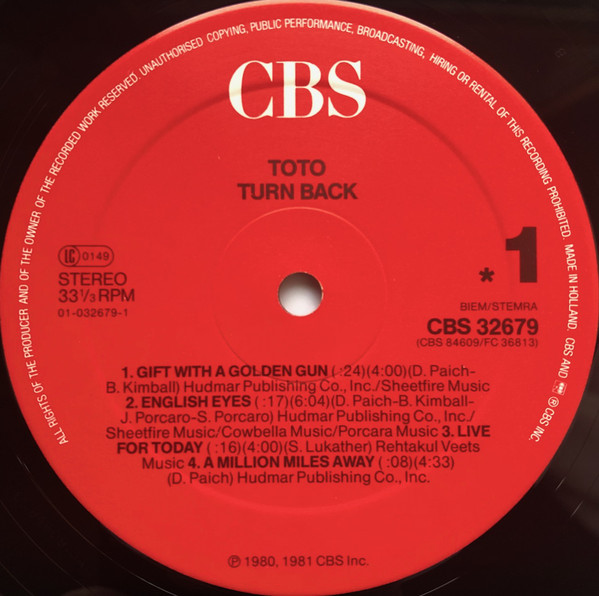 ALL RIGHTS OF THE PRODUCER AND OF THE OWNER OF THE RECORDED WORK RESERVED. UNAUTHORISED COPYING, PUBLIC PERFORMANCE, BROADCASTING, HIRING OR RENTAL OF THIS RECORDING PROHIBITED. MADE IN HOLLAND. CBS AND ® CBS INC.
CBS
TOTO
TURN BACK
LC 0149
STEREO
33 1/3 RPM
01-032679-1
* 1
BIEM/STEMRA
CBS 32679
(CBS 84609/FC 36813)
1. GIFT WITH A GOLDEN GUN ( :24)(4:00)(D. Paich-
B. Kimball) Hudmar Publishing Co., Inc./Sheetfire Music
2. ENGLISH EYES ( :17)(6:04)(D. Paich-B. Kimball-
J. Porcaro-S. Porcaro) Hudmar Publishing Co., Inc./
Sheetfire Music/Cowbella Music/Porcara Music 3. LIVE
FOR TODAY ( :16)(4:00)(S. Lukather) Rehtakul Veets
Music 4. A MILLION MILES AWAY ( :08)(4:33)
(D. Paich) Hudmar Publishing Co., Inc.
℗ 1980, 1981 CBS Inc.